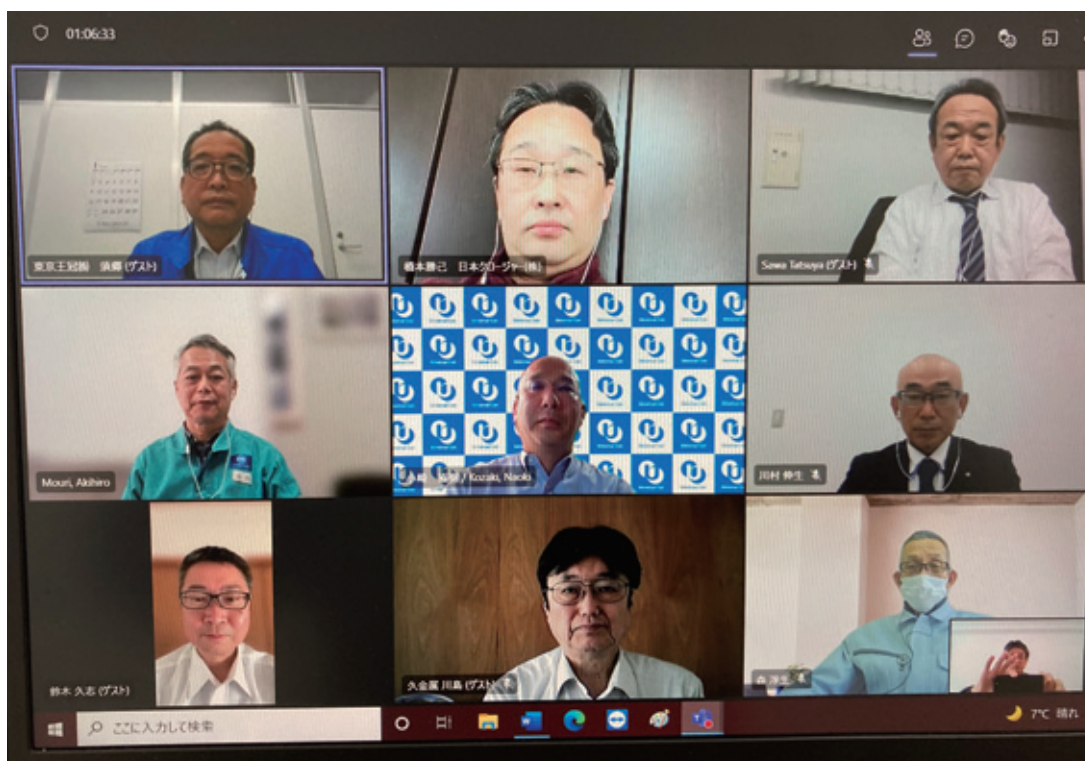 01:06:33
東京王冠㈱ 須郷 (ゲスト)
橋本勝己 日本クロージャー(株)
Sawa Tatsuya (ゲスト)
Mouri, Akihiro
/ Kozaki, Naoki
川村 伸生
鈴木 久志 (ゲスト)
久金属 川島 (ゲスト)
ここに入力して検索
7℃ 晴れ